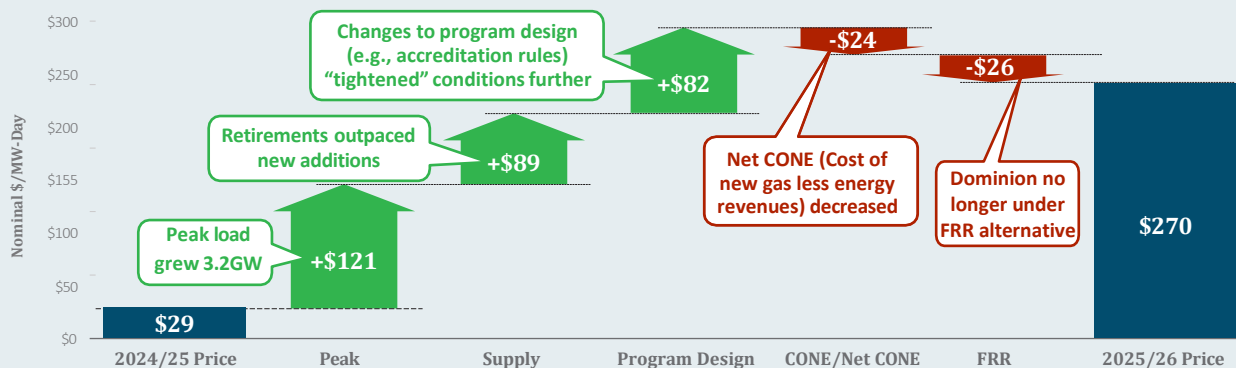 Nominal $/MW-Day
$300
$250
$200
$155
$100
$50
$0
$29
Peak load
grew 3.2GW
+$121
Retirements outpaced
new additions
+$89
Changes to program design
(e.g., accreditation rules)
“tightened” conditions further
+$82
-$24
Net CONE (Cost of
new gas less energy
revenues) decreased
-$26
Dominion no
longer under
FRR alternative
$270
2024/25 Price
Peak
Supply
Program Design
CONE/Net CONE
FRR
2025/26 Price